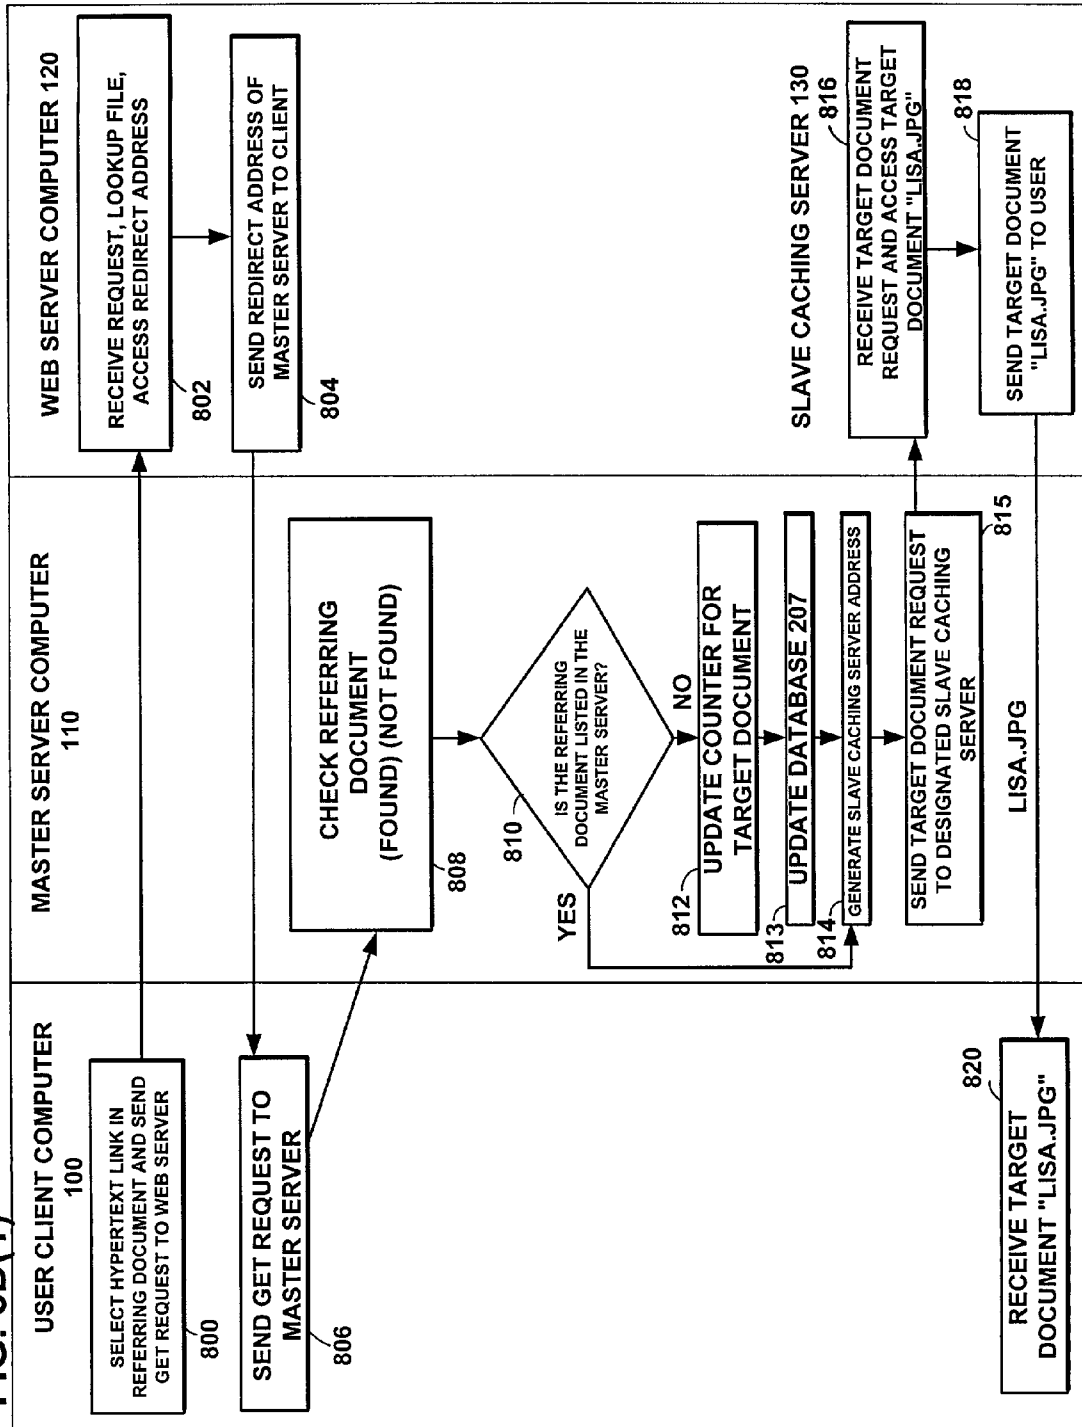 USER CLIENT COMPUTER
100
SELECT HYPERTEXT LINK IN
REFERRING DOCUMENT AND SEND
GET REQUEST TO WEB SERVER
800
SEND GET REQUEST TO
MASTER SERVER
806
RECEIVE TARGET
DOCUMENT "LISA.JPG"
820
MASTER SERVER COMPUTER
110
CHECK REFERRING
DOCUMENT
(FOUND) (NOT FOUND)
808
IS THE REFERRING
DOCUMENT LISTED IN THE
MASTER SERVER?
810
YES
NO
UPDATE COUNTER FOR
TARGET DOCUMENT
812
UPDATE DATABASE 207
813
GENERATE SLAVE CACHING SERVER ADDRESS
814
SEND TARGET DOCUMENT REQUEST
TO DESIGNATED SLAVE CACHING
SERVER
815
LISA.JPG
WEB SERVER COMPUTER 120
RECEIVE REQUEST, LOOKUP FILE,
ACCESS REDIRECT ADDRESS
802
SEND REDIRECT ADDRESS OF
MASTER SERVER TO CLIENT
804
SLAVE CACHING SERVER 130
816
RECEIVE TARGET DOCUMENT
REQUEST AND ACCESS TARGET
DOCUMENT "LISA.JPG"
818
SEND TARGET DOCUMENT
"LISA.JPG" TO USER